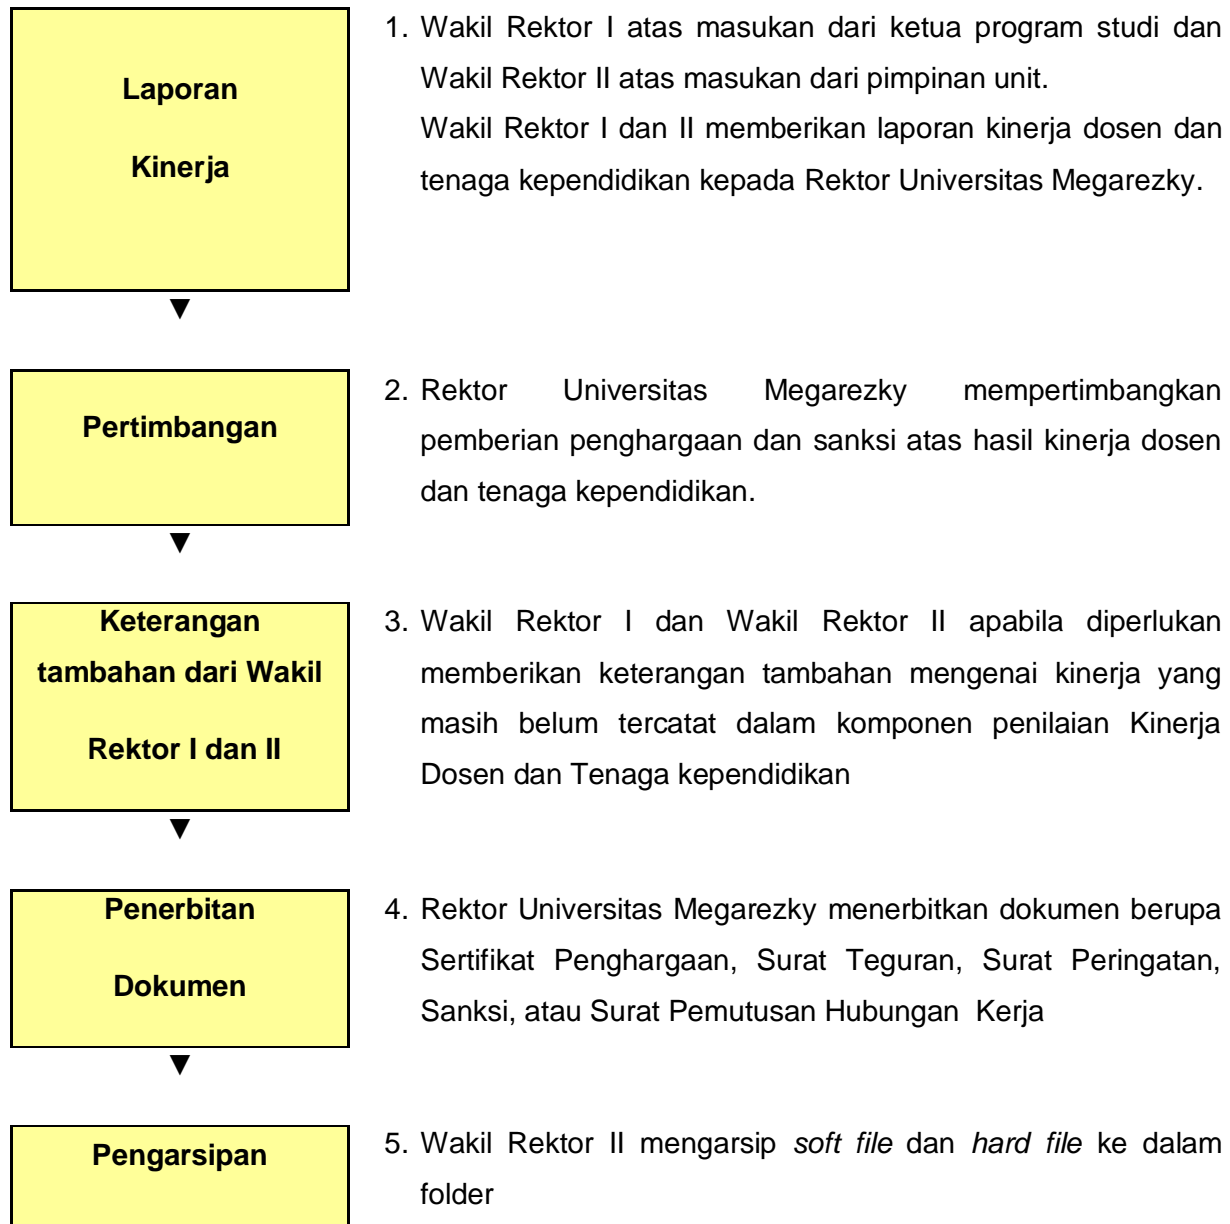 Laporan
Kinerja
1. Wakil Rektor I atas masukan dari ketua program studi dan
Wakil Rektor II atas masukan dari pimpinan unit.
Wakil Rektor I dan II memberikan laporan kinerja dosen dan
tenaga kependidikan kepada Rektor Universitas Megarezky.
▼
Pertimbangan
2. Rektor Universitas Megarezky mempertimbangkan
pemberian penghargaan dan sanksi atas hasil kinerja dosen
dan tenaga kependidikan.
▼
Keterangan
tambahan dari Wakil
Rektor I dan II
3. Wakil Rektor I dan Wakil Rektor II apabila diperlukan
memberikan keterangan tambahan mengenai kinerja yang
masih belum tercatat dalam komponen penilaian Kinerja
Dosen dan Tenaga kependidikan
▼
Penerbitan
Dokumen
4. Rektor Universitas Megarezky menerbitkan dokumen berupa
Sertifikat Penghargaan, Surat Teguran, Surat Peringatan,
Sanksi, atau Surat Pemutusan Hubungan Kerja
▼
Pengarsipan
5. Wakil Rektor II mengarsip soft file dan hard file ke dalam
folder